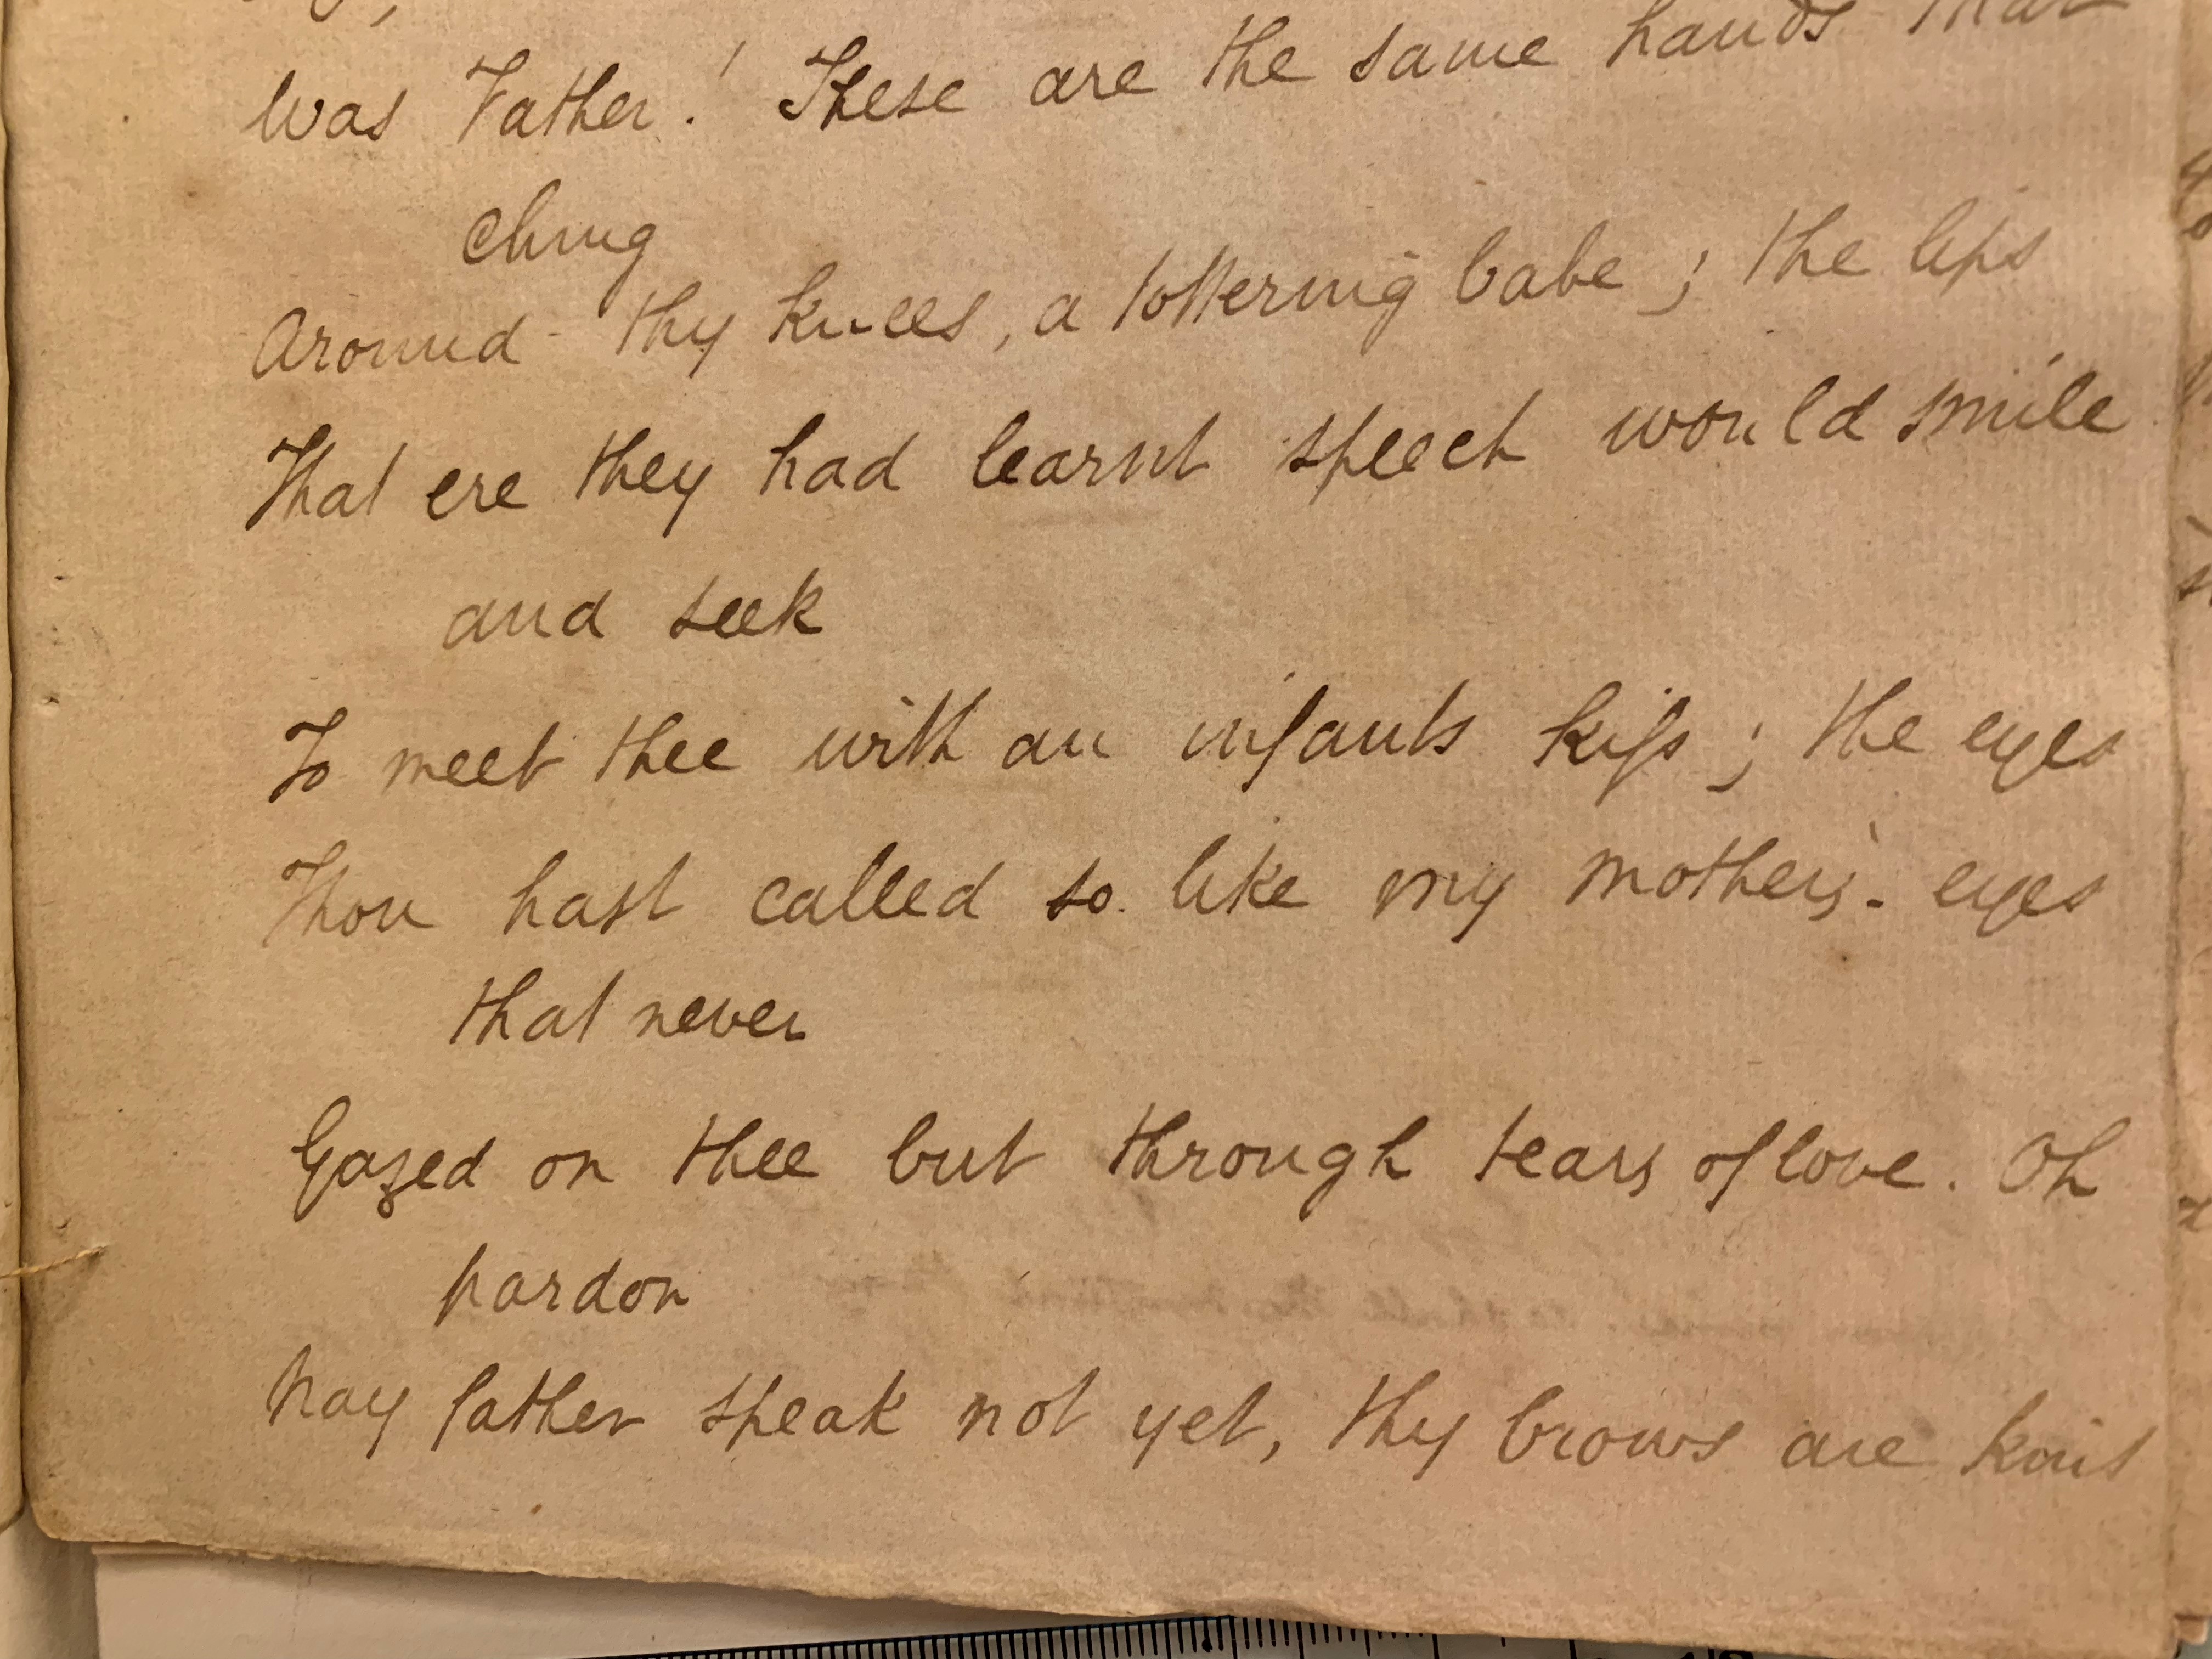 was Father! These are the same hands that
clung
Around thy knees, a tottering babe; the lips
That ere they had learnt speech would smile
and seek
To meet thee with an infants kiſs; the eyes
Thou hast called so like my mother's - eyes
that never
Gazed on thee but through tears of love. Oh
pardon
Nay father speak not yet, thy brows are knit